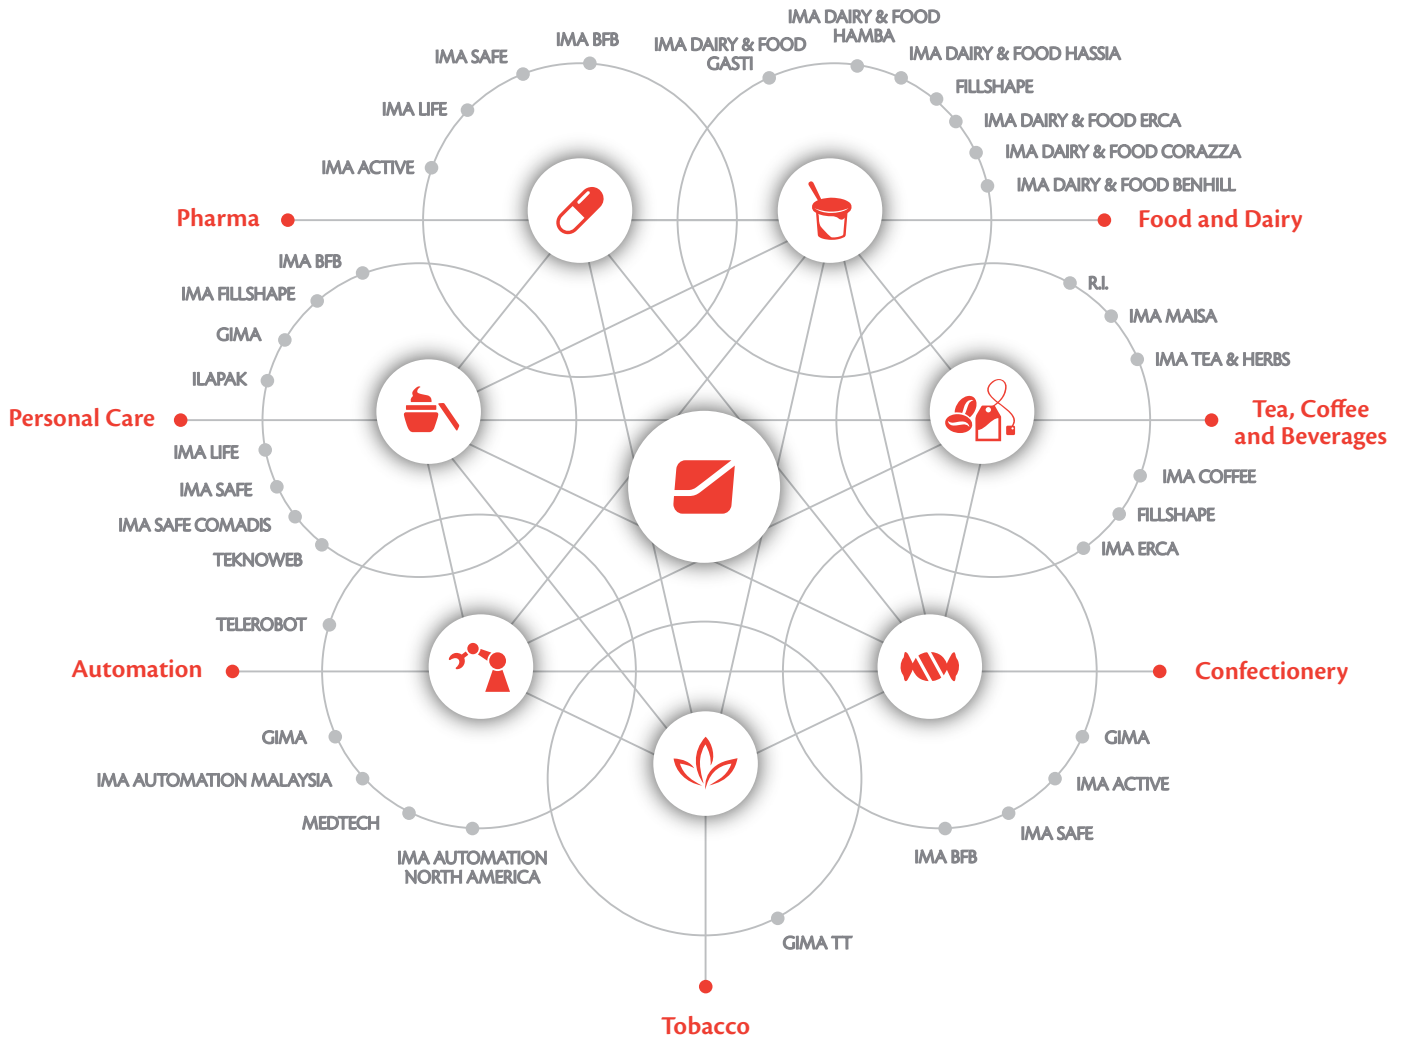 IMA DAIRY & FOOD
HAMBA
IMA BFB
IMA DAIRY & FOOD
GASTI
IMA SAFE
IMA DAIRY & FOOD HASSIA
FILLSHAPE
IMA LIFE
IMA DAIRY & FOOD ERCA
IMA DAIRY & FOOD CORAZZA
IMA ACTIVE
IMA DAIRY & FOOD BENHILL
Pharma
Food and Dairy
IMA BFB
R.I.
IMA FILLSHAPE
IMA MAISA
GIMA
IMA TEA & HERBS
ILAPAK
Personal Care
Tea, Coffee
and Beverages
IMA LIFE
IMA COFFEE
IMA SAFE
FILLSHAPE
IMA SAFE COMADIS
IMA ERCA
TEKNOWEB
TELEROBOT
Automation
Confectionery
GIMA
GIMA
IMA AUTOMATION MALAYSIA
IMA ACTIVE
MEDTECH
IMA SAFE
IMA AUTOMATION
NORTH AMERICA
IMA BFB
GIMA TT
Tobacco